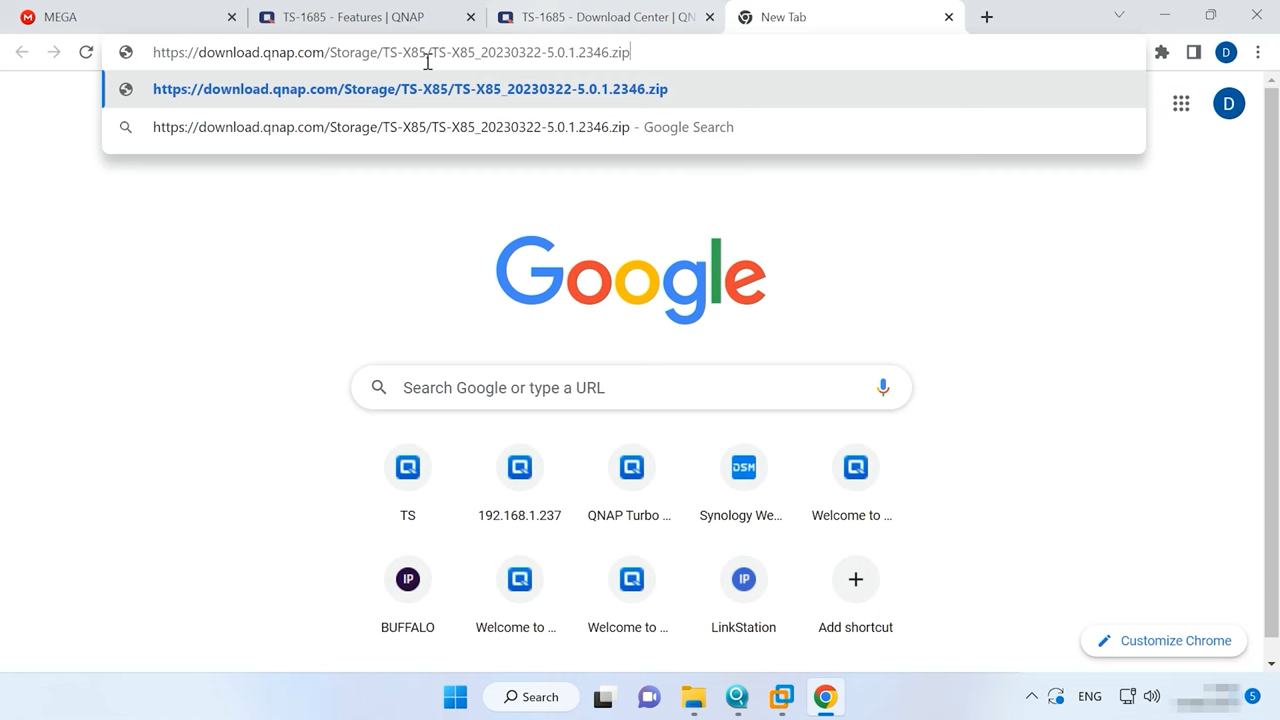 MEGA
TS-1685 - Features | QNAP
TS-1685 - Download Center | QN
New Tab
https://download.qnap.com/Storage/TS-X85/TS-X85_20230322-5.0.1.2346.zip
D
https://download.qnap.com/Storage/TS-X85/TS-X85_20230322-5.0.1.2346.zip
https://download.qnap.com/Storage/TS-X85/TS-X85_20230322-5.0.1.2346.zip - Google Search
D
Google
Search Google or type a URL
DSM
TS
192.168.1.237
QNAP Turbo ...
Synology We...
Welcome to ...
IP
IP
BUFFALO
Welcome to ...
Welcome to ...
LinkStation
Add shortcut
Customize Chrome
Search
ENG
5